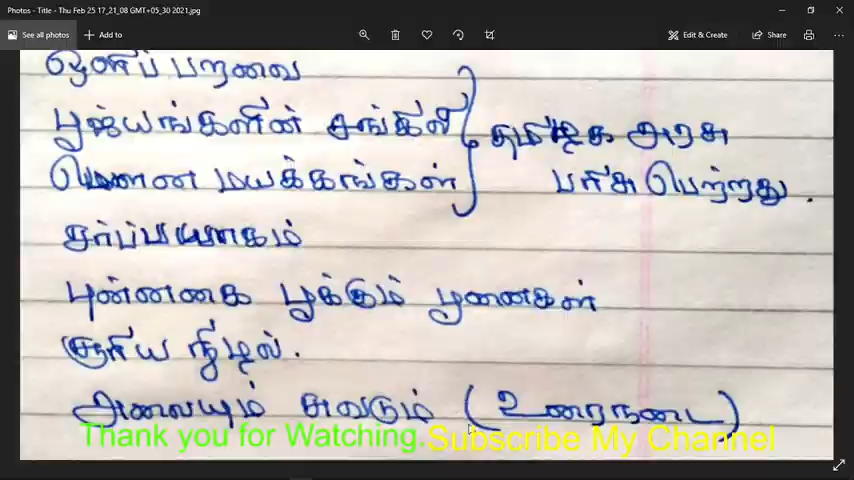 Photos - Title - Thu Feb 25 17_21_08 GMT+05_30 2021.jpg
See all photos
Add to
Edit & Create
Share
ஒளிப் பறவை
பூஜ்யங்களின் சங்கிலி
தமிழக அரசு
மௌன மயக்கங்கள்
பரிசு பெற்றது.
சர்ப்பயாகம்
புன்னகை பூக்கும் பூனைகள்
சூரிய நிழல்.
அலையும் சுவடும் (உரைநடை)
Thank you for Watching.
Subscribe My Channel